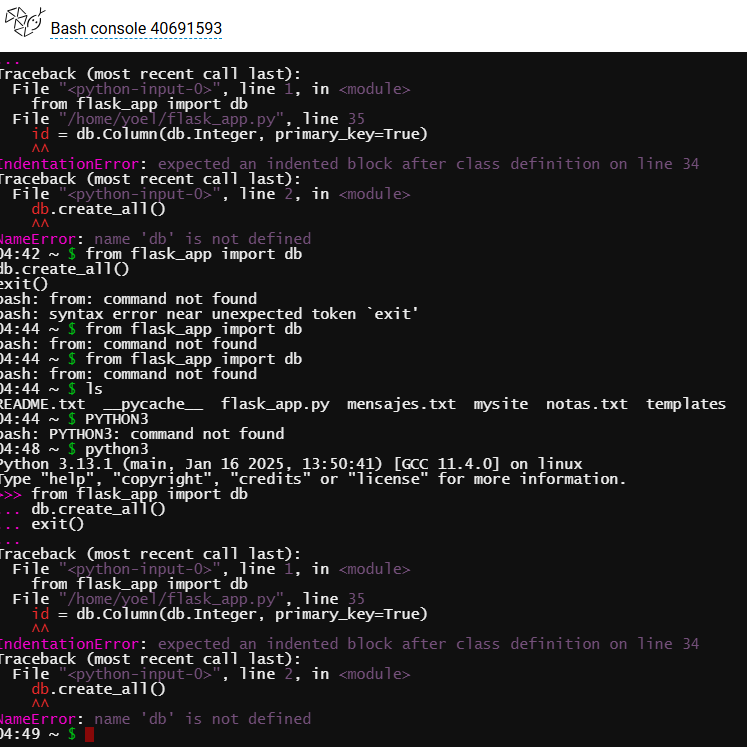 Bash console 40691593
...
Traceback (most recent call last):
  File "<python-input-0>", line 1, in <module>
    from flask_app import db
  File "/home/yoel/flask_app.py", line 35
    id = db.Column(db.Integer, primary_key=True)
    ^^
IndentationError: expected an indented block after class definition on line 34
Traceback (most recent call last):
  File "<python-input-0>", line 2, in <module>
    db.create_all()
    ^^
NameError: name 'db' is not defined
04:42 ~ $ from flask_app import db
db.create_all()
exit()
bash: from: command not found
bash: syntax error near unexpected token `exit'
04:44 ~ $ from flask_app import db
bash: from: command not found
04:44 ~ $ from flask_app import db
bash: from: command not found
04:44 ~ $ ls
README.txt  __pycache__  flask_app.py  mensajes.txt  mysite  notas.txt  templates
04:44 ~ $ PYTHON3
bash: PYTHON3: command not found
04:48 ~ $ python3
Python 3.13.1 (main, Jan 16 2025, 13:50:41) [GCC 11.4.0] on linux
Type "help", "copyright", "credits" or "license" for more information.
>>> from flask_app import db
... db.create_all()
... exit()
...
Traceback (most recent call last):
  File "<python-input-0>", line 1, in <module>
    from flask_app import db
  File "/home/yoel/flask_app.py", line 35
    id = db.Column(db.Integer, primary_key=True)
    ^^
IndentationError: expected an indented block after class definition on line 34
Traceback (most recent call last):
  File "<python-input-0>", line 2, in <module>
    db.create_all()
    ^^
NameError: name 'db' is not defined
04:49 ~ $